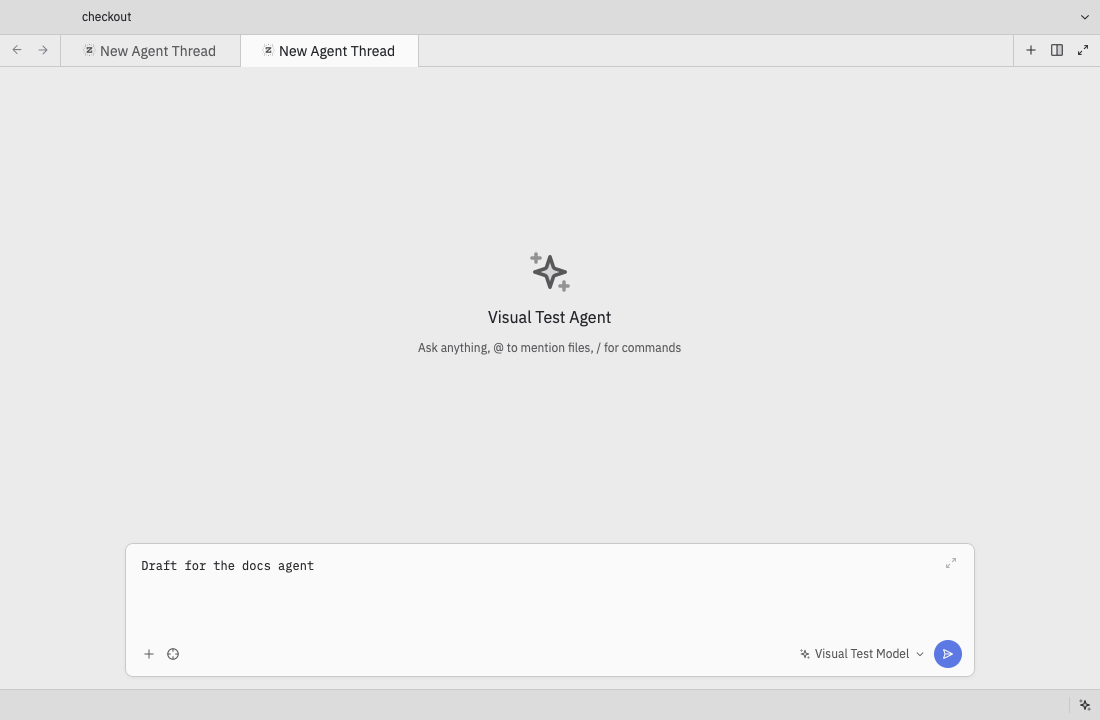 checkout
New Agent Thread
New Agent Thread
Visual Test Agent
Ask anything, @ to mention files, / for commands
Draft for the docs agent
Visual Test Model